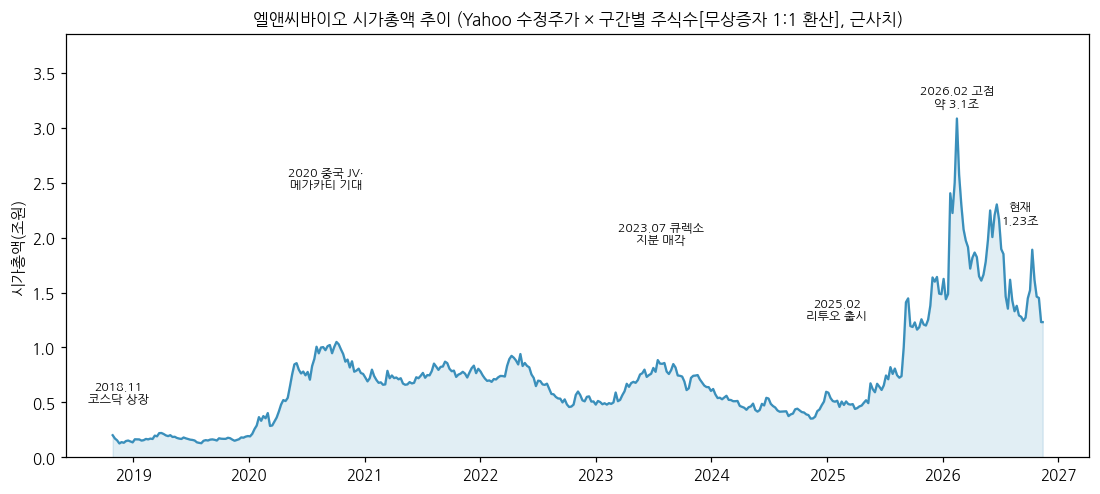 엘앤씨바이오 시가총액 추이 (Yahoo 수정주가 × 구간별 주식수[무상증자 1:1 환산], 근사치)
시가총액(조원)
3.5
3.0
2.5
2.0
1.5
1.0
0.5
0.0
2018.11
코스닥 상장
2020 중국 JV·
메가카티 기대
2023.07 큐렉소
지분 매각
2025.02
리투오 출시
2026.02 고점
약 3.1조
현재
1.23조
2019
2020
2021
2022
2023
2024
2025
2026
2027